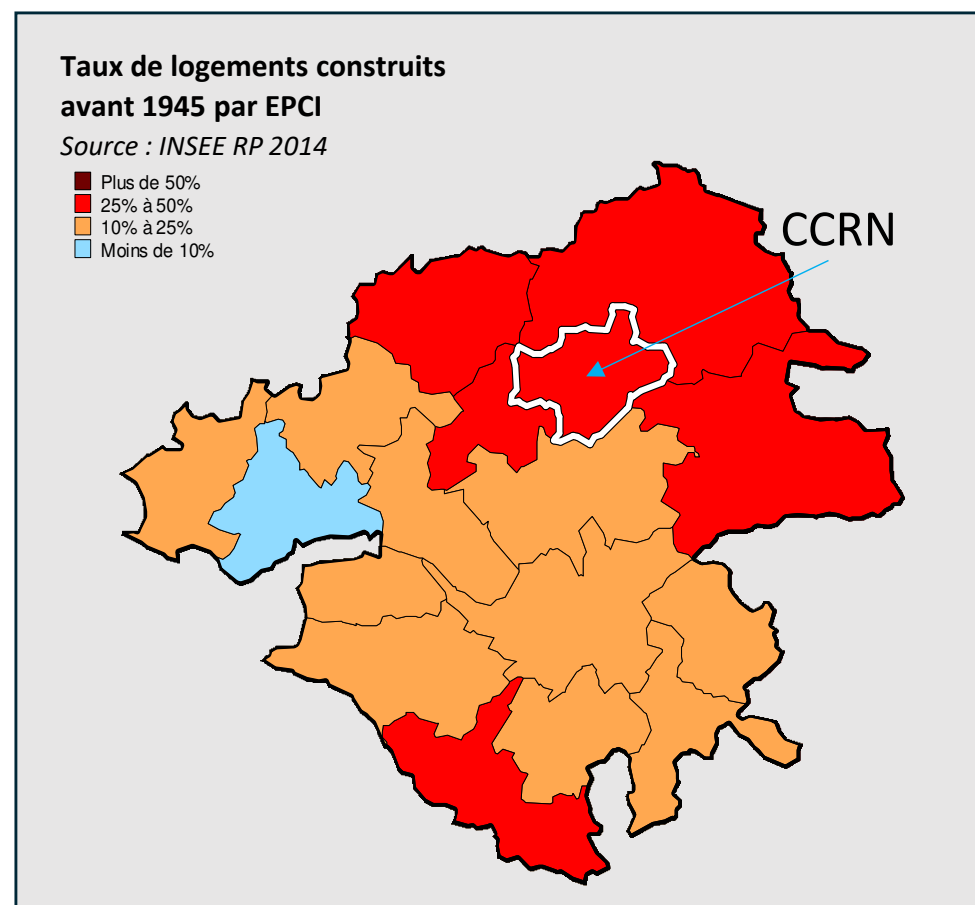 Taux de logements construits
avant 1945 par EPCI
Source : INSEE RP 2014
Plus de 50%
25% à 50%
10% à 25%
Moins de 10%
CCRN